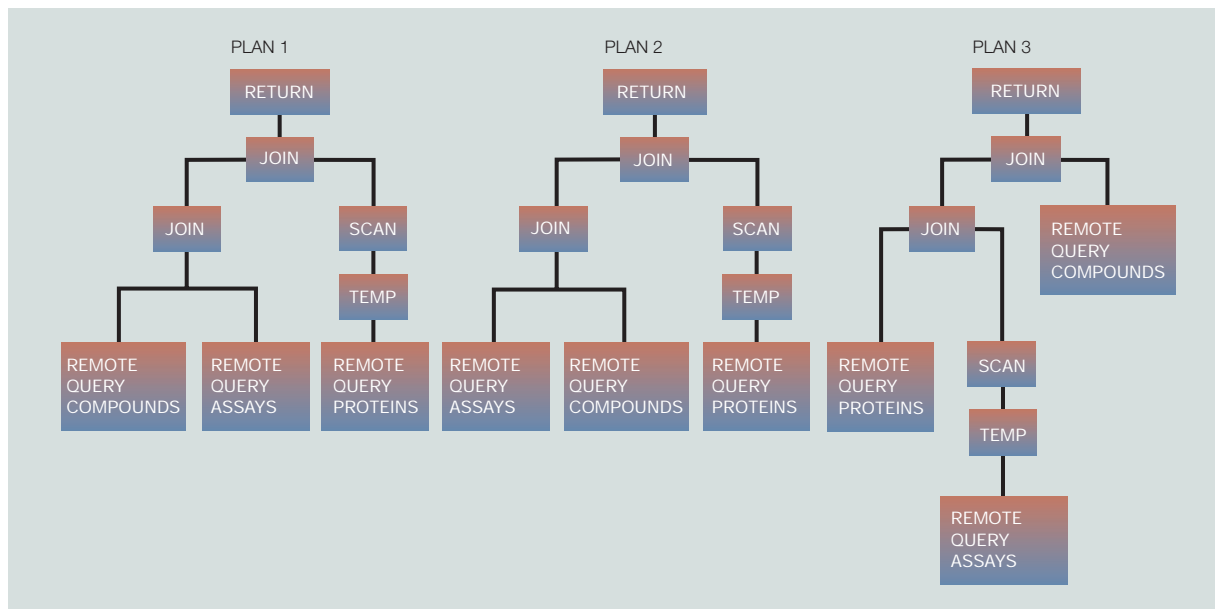 PLAN 1
RETURN
JOIN
JOIN
SCAN
TEMP
REMOTE
QUERY
COMPOUNDS
REMOTE
QUERY
ASSAYS
REMOTE
QUERY
PROTEINS
PLAN 2
RETURN
JOIN
JOIN
SCAN
TEMP
REMOTE
QUERY
ASSAYS
REMOTE
QUERY
COMPOUNDS
REMOTE
QUERY
PROTEINS
PLAN 3
RETURN
JOIN
JOIN
REMOTE
QUERY
COMPOUNDS
REMOTE
QUERY
PROTEINS
SCAN
TEMP
REMOTE
QUERY
ASSAYS